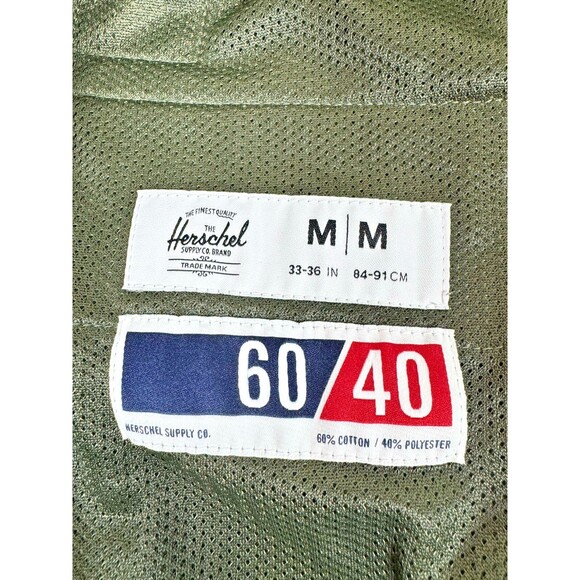 THE FINEST QUALITY
THE
Herschel
SUPPLY CO. BRAND
TRADE MARK
M | M
33-36 IN 84-91 CM
60/40
HERSCHEL SUPPLY CO.
60% COTTON / 40% POLYESTER